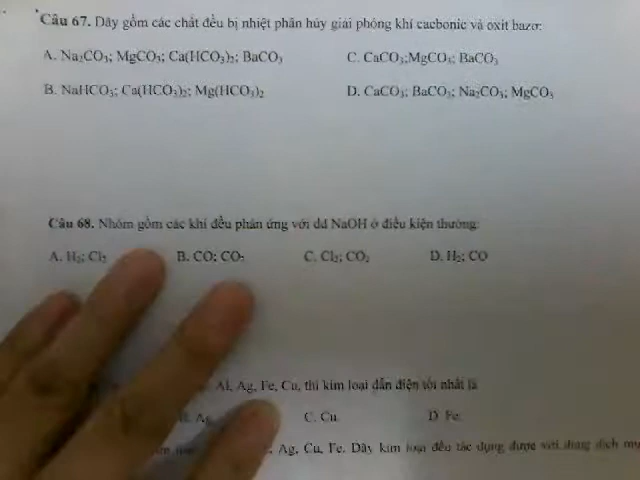 Câu 67. Dãy gồm các chất đều bị nhiệt phân hủy giải phóng khí cacbonic và oxit bazơ:
A. Na₂CO₃; MgCO₃; Ca(HCO₃)₂; BaCO₃ C. CaCO₃;MgCO₃; BaCO₃
B. NaHCO₃; Ca(HCO₃)₂; Mg(HCO₃)₂ D. CaCO₃; BaCO₃; Na₂CO₃; MgCO₃
Câu 68. Nhóm gồm các khí đều phản ứng với dd NaOH ở điều kiện thường:
A. H₂; Cl₂ B. CO; CO₂ C. Cl₂; CO₂ D. H₂; CO
Al, Ag, Fe, Cu, thì kim loại dẫn điện tốt nhất là
B. Ag C. Cu D. Fe
, Ag, Cu, Fe. Dãy kim loại đều tác dụng được với dung dịch